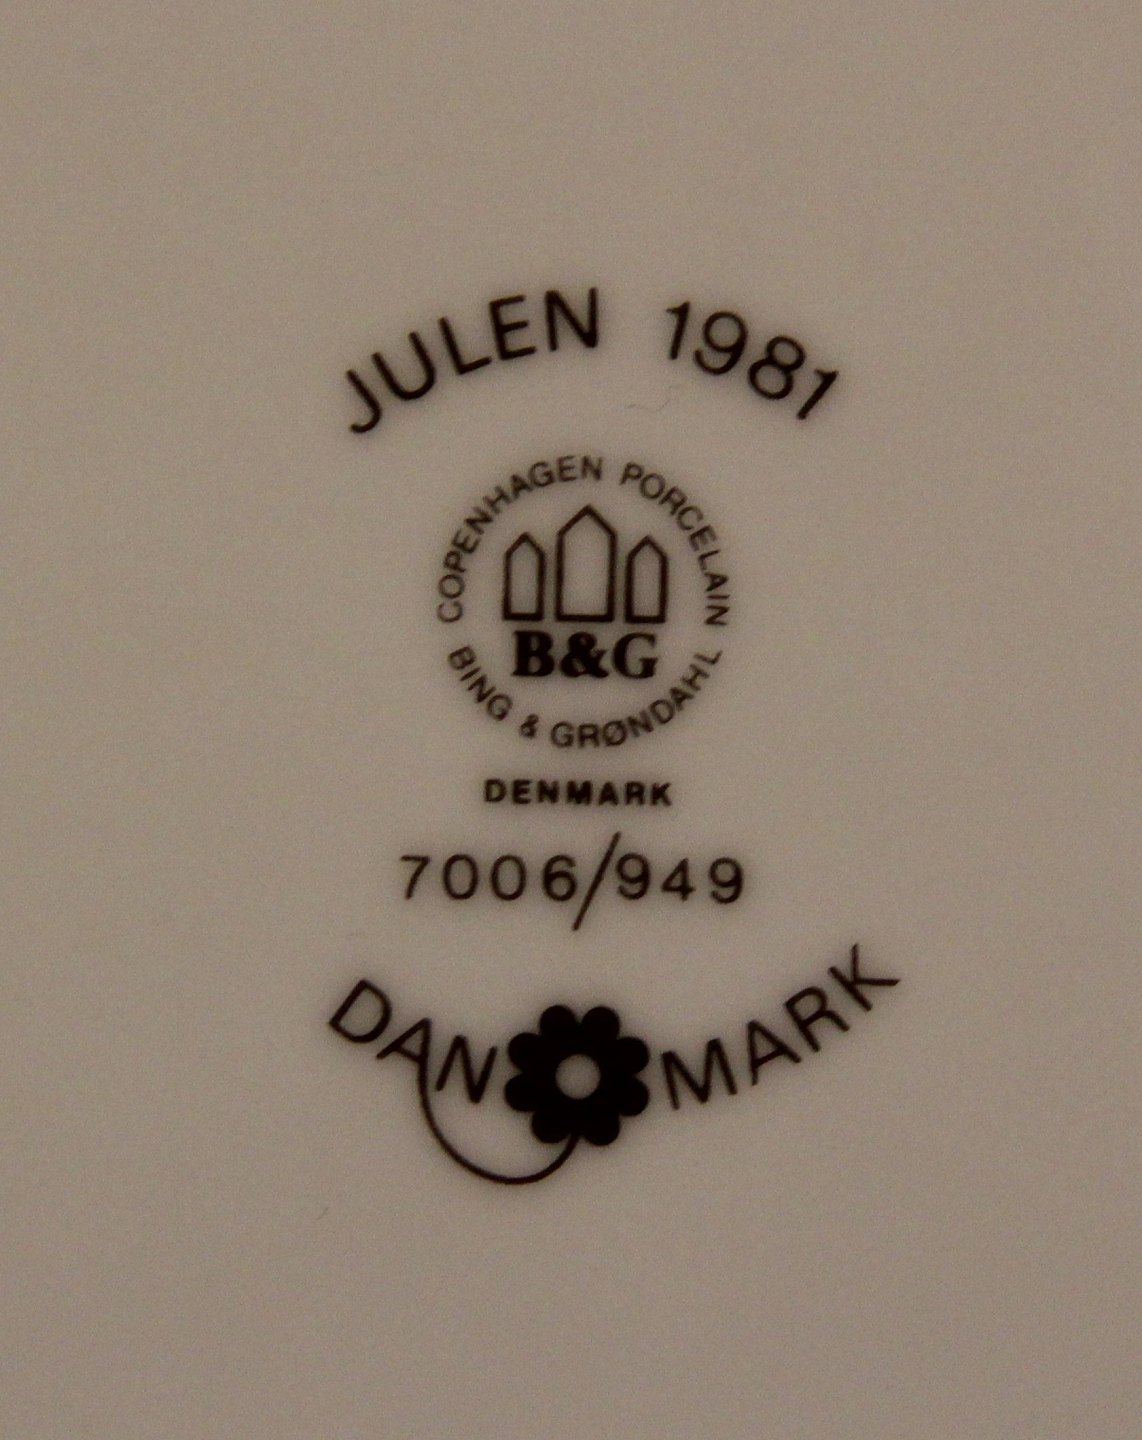 JULEN 1981
COPENHAGEN PORCELAIN
B&G
BING & GRØNDAHL
DENMARK
7006/949
DANMARK